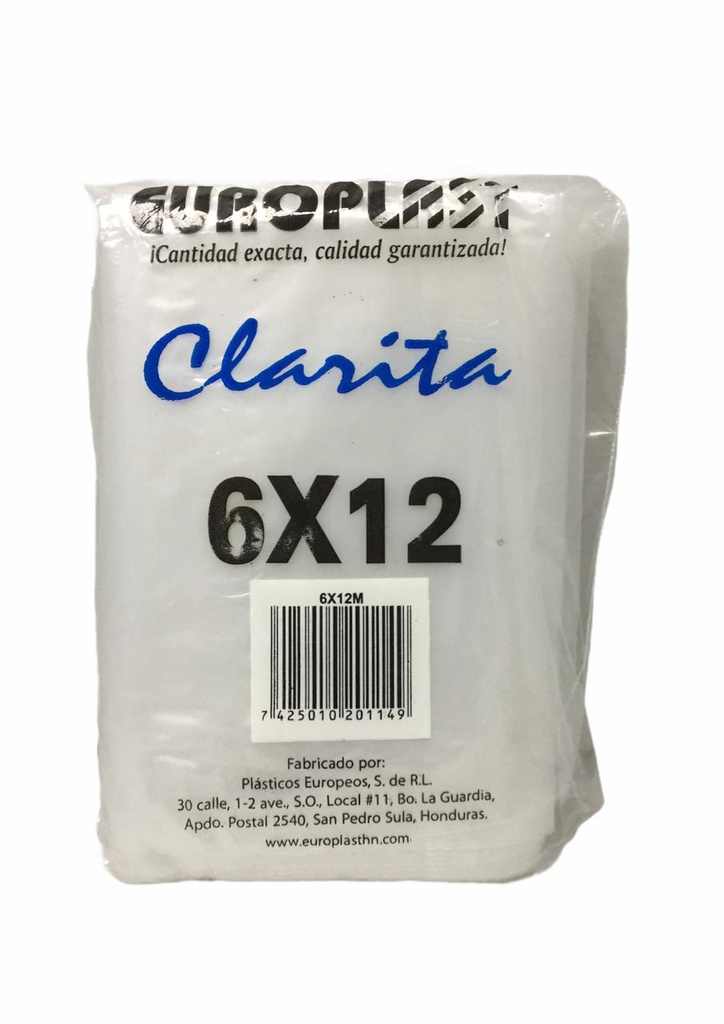 EUROPLAST
¡Cantidad exacta, calidad garantizada!
Clarita
6X12
6X12M
7 425010 201149
Fabricado por:
Plásticos Europeos, S. de R.L.
30 calle, 1-2 ave., S.O., Local #11, Bo. La Guardia,
Apdo. Postal 2540, San Pedro Sula, Honduras.
www.europlasthn.com